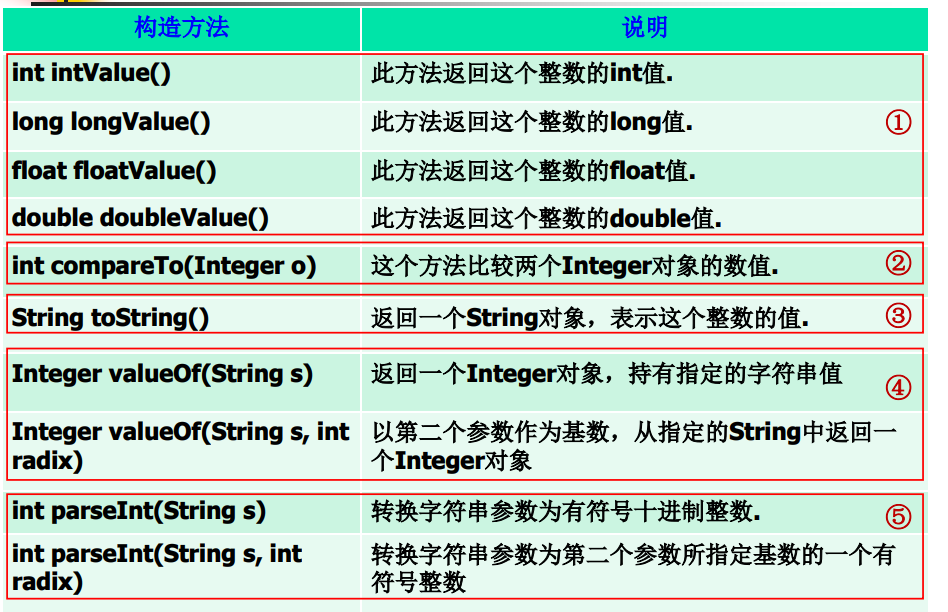 构造方法 说明
int intValue() 此方法返回这个整数的int值.
long longValue() 此方法返回这个整数的long值. ①
float floatValue() 此方法返回这个整数的float值.
double doubleValue() 此方法返回这个整数的double值.
int compareTo(Integer o) 这个方法比较两个Integer对象的数值. ②
String toString() 返回一个String对象，表示这个整数的值. ③
Integer valueOf(String s) 返回一个Integer对象，持有指定的字符串值 ④
Integer valueOf(String s, int 以第二个参数作为基数，从指定的String中返回一
radix) 个Integer对象
int parseInt(String s) 转换字符串参数为有符号十进制整数. ⑤
int parseInt(String s, int 转换字符串参数为第二个参数所指定基数的一个有
radix) 符号整数